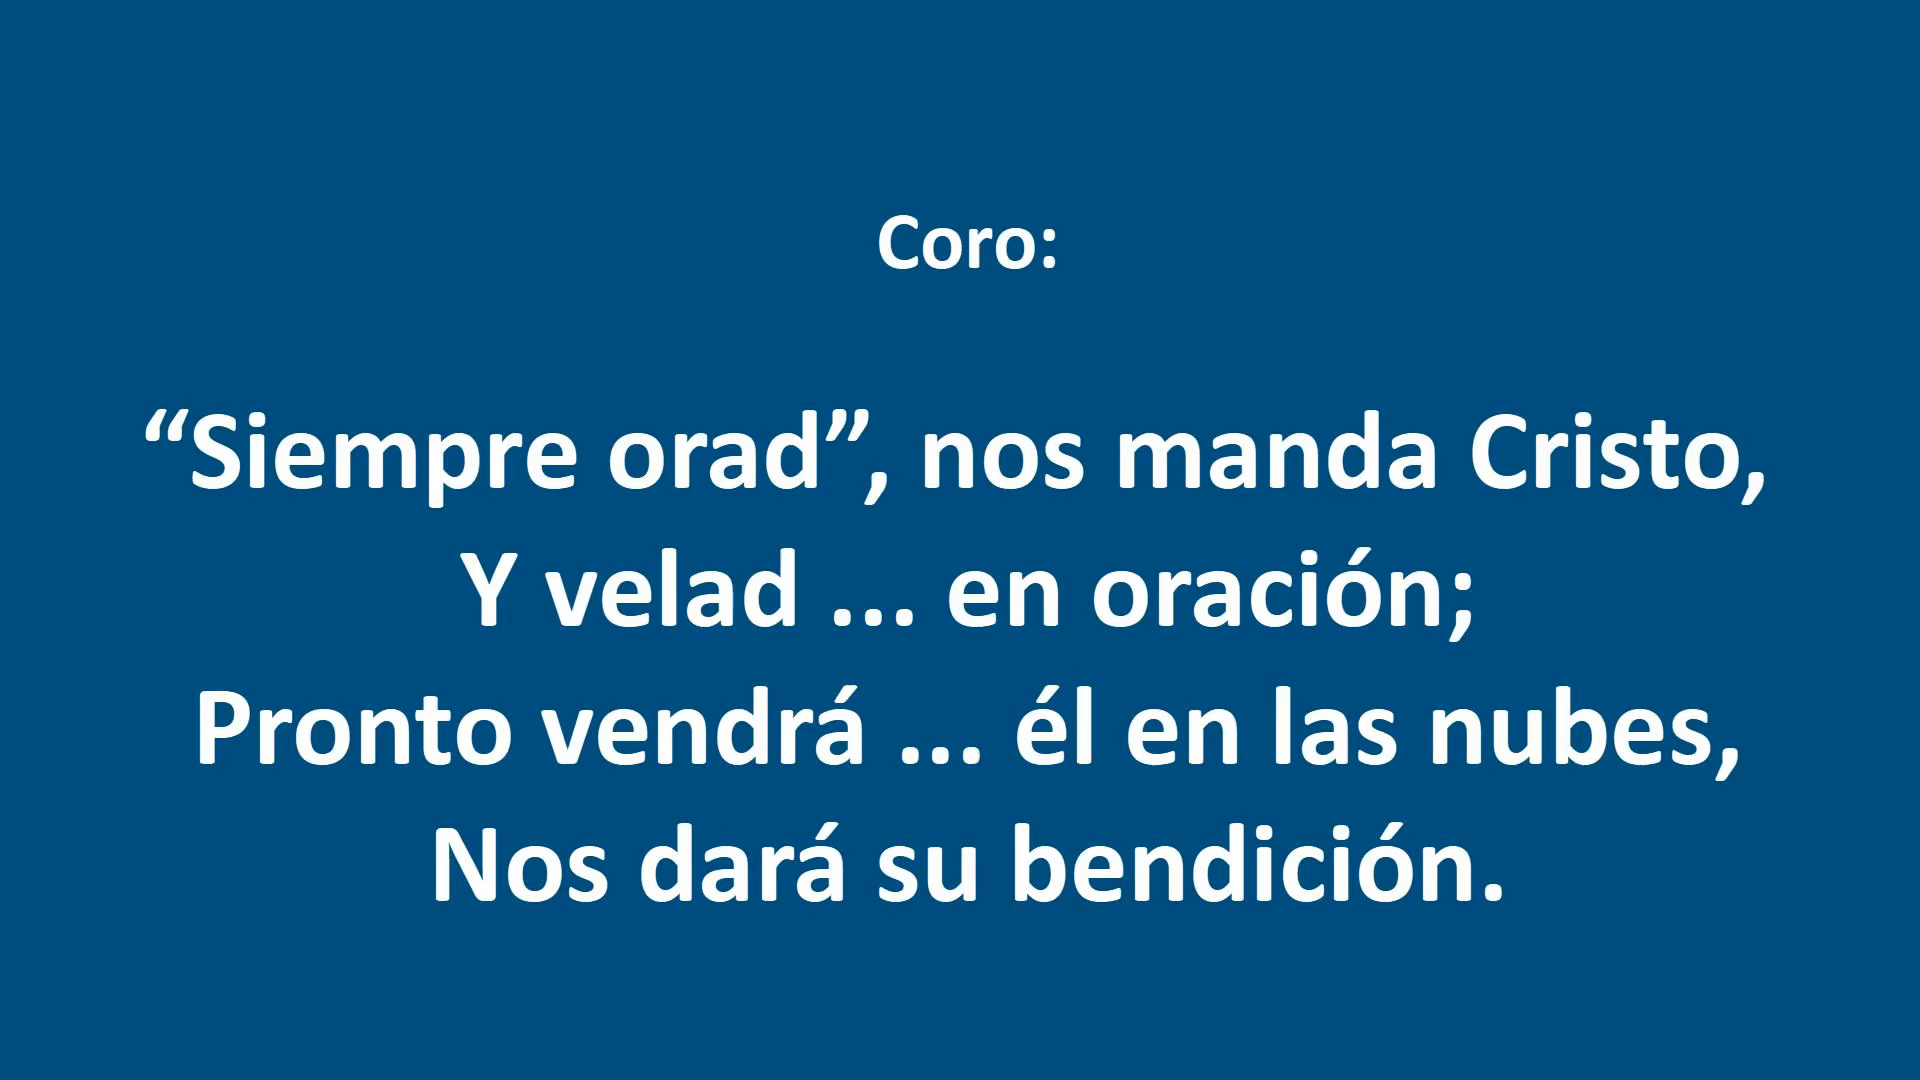 Coro:
“Siempre orad”, nos manda Cristo,
Y velad ... en oración;
Pronto vendrá ... él en las nubes,
Nos dará su bendición.